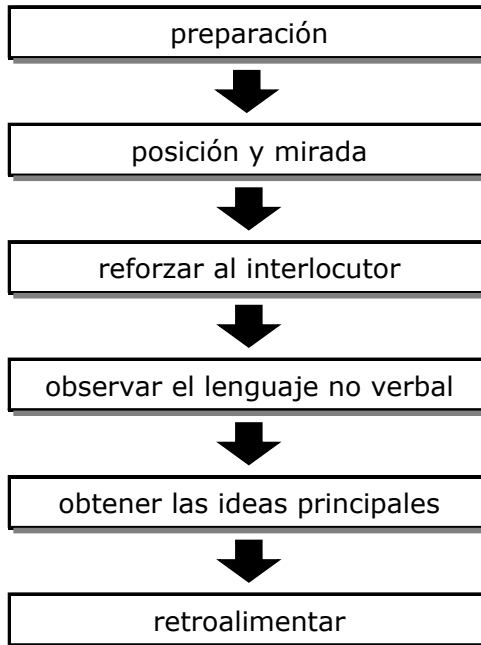 preparación
posición y mirada
reforzar al interlocutor
observar el lenguaje no verbal
obtener las ideas principales
retroalimentar